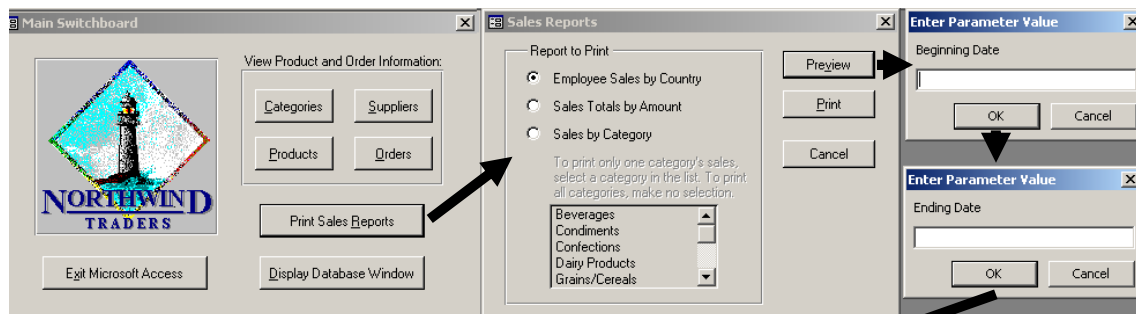 Main Switchboard
View Product and Order Information:
Categories
Suppliers
Products
Orders
NORTHWIND
TRADERS
Print Sales Reports
Exit Microsoft Access
Display Database Window
Sales Reports
Report to Print
Employee Sales by Country
Sales Totals by Amount
Sales by Category
To print only one category's sales,
select a category in the list. To print
all categories, make no selection.
Beverages
Condiments
Confections
Dairy Products
Grains/Cereals
Preview
Print
Cancel
Enter Parameter Value
Beginning Date
OK
Cancel
Enter Parameter Value
Ending Date
OK
Cancel